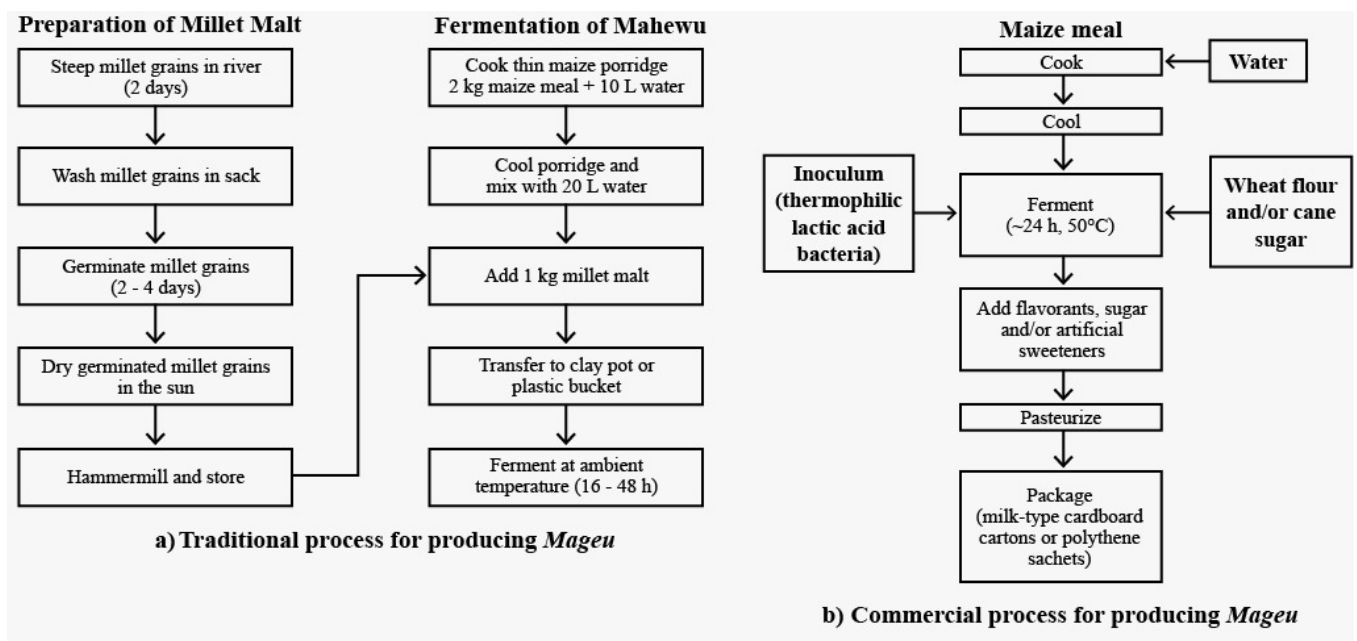 Preparation of Millet Malt
Steep millet grains in river
(2 days)
Wash millet grains in sack
Germinate millet grains
(2 - 4 days)
Dry germinated millet grains
in the sun
Hammermill and store
Fermentation of Mahewu
Cook thin maize porridge
2 kg maize meal + 10 L water
Cool porridge and
mix with 20 L water
Add 1 kg millet malt
Transfer to clay pot or
plastic bucket
Ferment at ambient
temperature (16 - 48 h)
a) Traditional process for producing Mageu
Maize meal
Cook
Water
Cool
Inoculum
(thermophilic
lactic acid
bacteria)
Ferment
(~24 h, 50°C)
Wheat flour
and/or cane
sugar
Add flavorants, sugar
and/or artificial
sweeteners
Pasteurize
Package
(milk-type cardboard
cartons or polythene
sachets)
b) Commercial process for producing Mageu